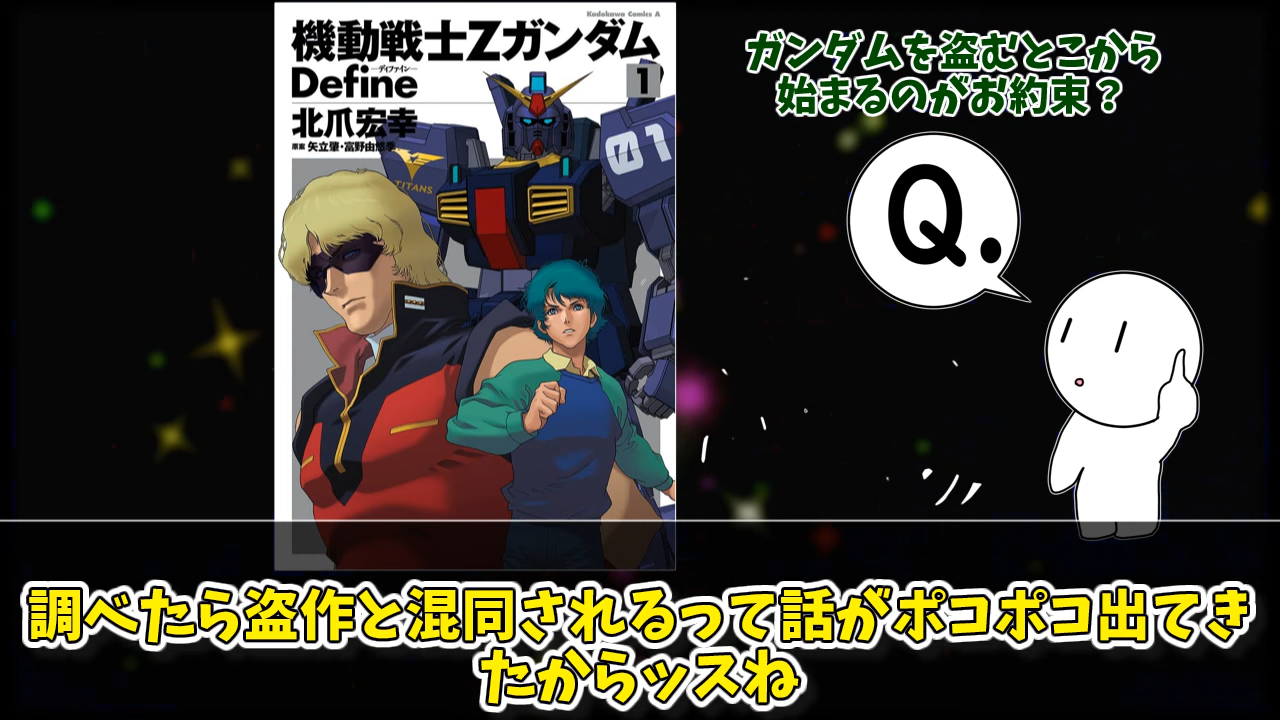 Kadokawa Comics A
機動戦士Zガンダム
―ディファイン―
Define
1
北爪宏幸
原案 矢立肇・富野由悠季
TITANS
01
ガンダムを盗むとこから
始まるのがお約束？
Q.
調べたら盗作と混同されるって話がポコポコ出てき
たからッスね